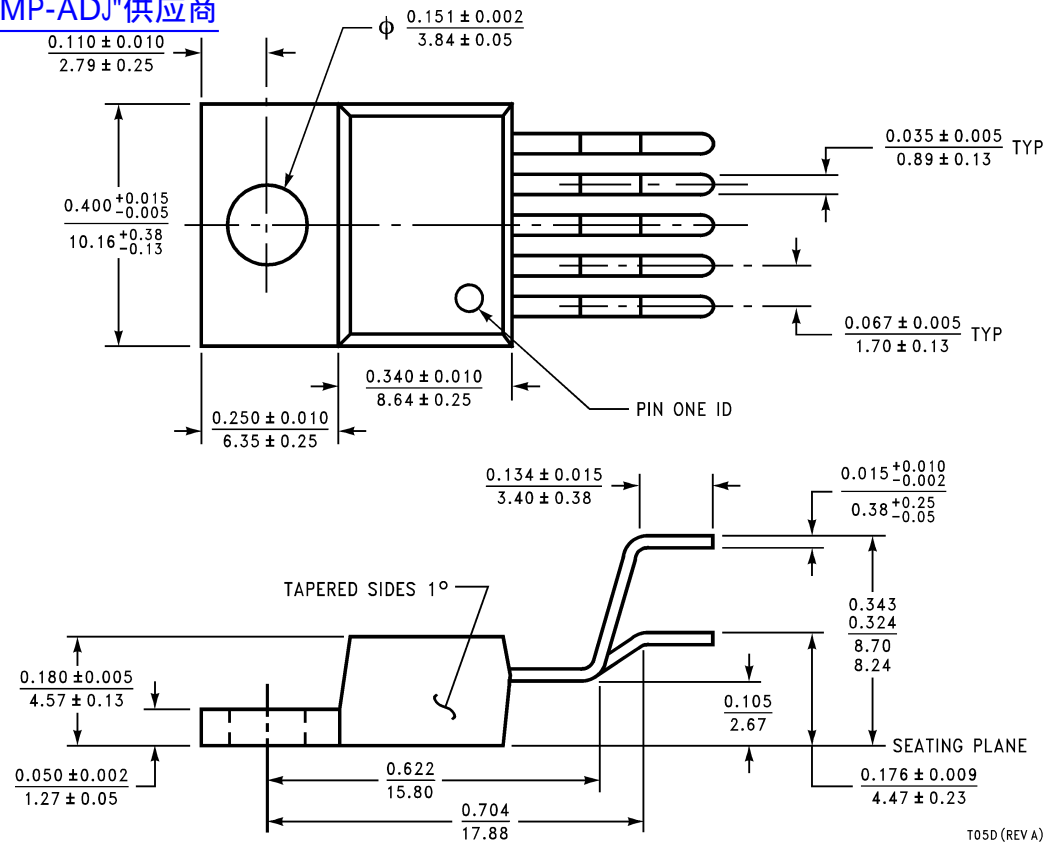 MP-ADJ"供应商
0.110 ± 0.010
2.79 ± 0.25
ϕ 0.151 ± 0.002
3.84 ± 0.05
0.035 ± 0.005 TYP
0.89 ± 0.13
0.400 +0.015 -0.005
10.16 +0.38 -0.13
0.067 ± 0.005 TYP
1.70 ± 0.13
0.340 ± 0.010
8.64 ± 0.25
PIN ONE ID
0.250 ± 0.010
6.35 ± 0.25
0.134 ± 0.015
3.40 ± 0.38
0.015 +0.010 -0.002
0.38 +0.25 -0.05
TAPERED SIDES 1°
0.343
0.324
8.70
8.24
0.180 ± 0.005
4.57 ± 0.13
0.105
2.67
SEATING PLANE
0.050 ± 0.002
1.27 ± 0.05
0.622
15.80
0.176 ± 0.009
4.47 ± 0.23
0.704
17.88
T05D (REV A)